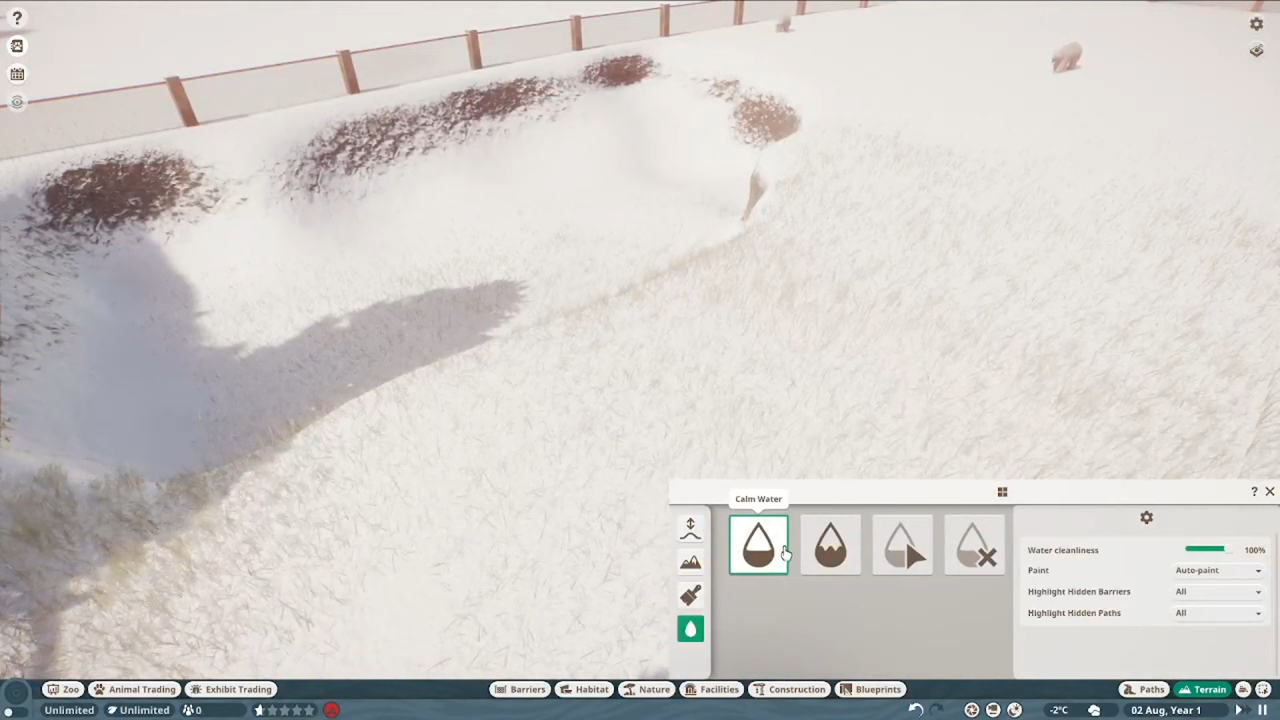 Calm Water
Water cleanliness 100%
Paint Auto-paint
Highlight Hidden Barriers All
Highlight Hidden Paths All
Zoo Animal Trading Exhibit Trading Barriers Habitat Nature Facilities Construction Blueprints Paths Terrain
Unlimited Unlimited 0 -2°C 02 Aug, Year 1